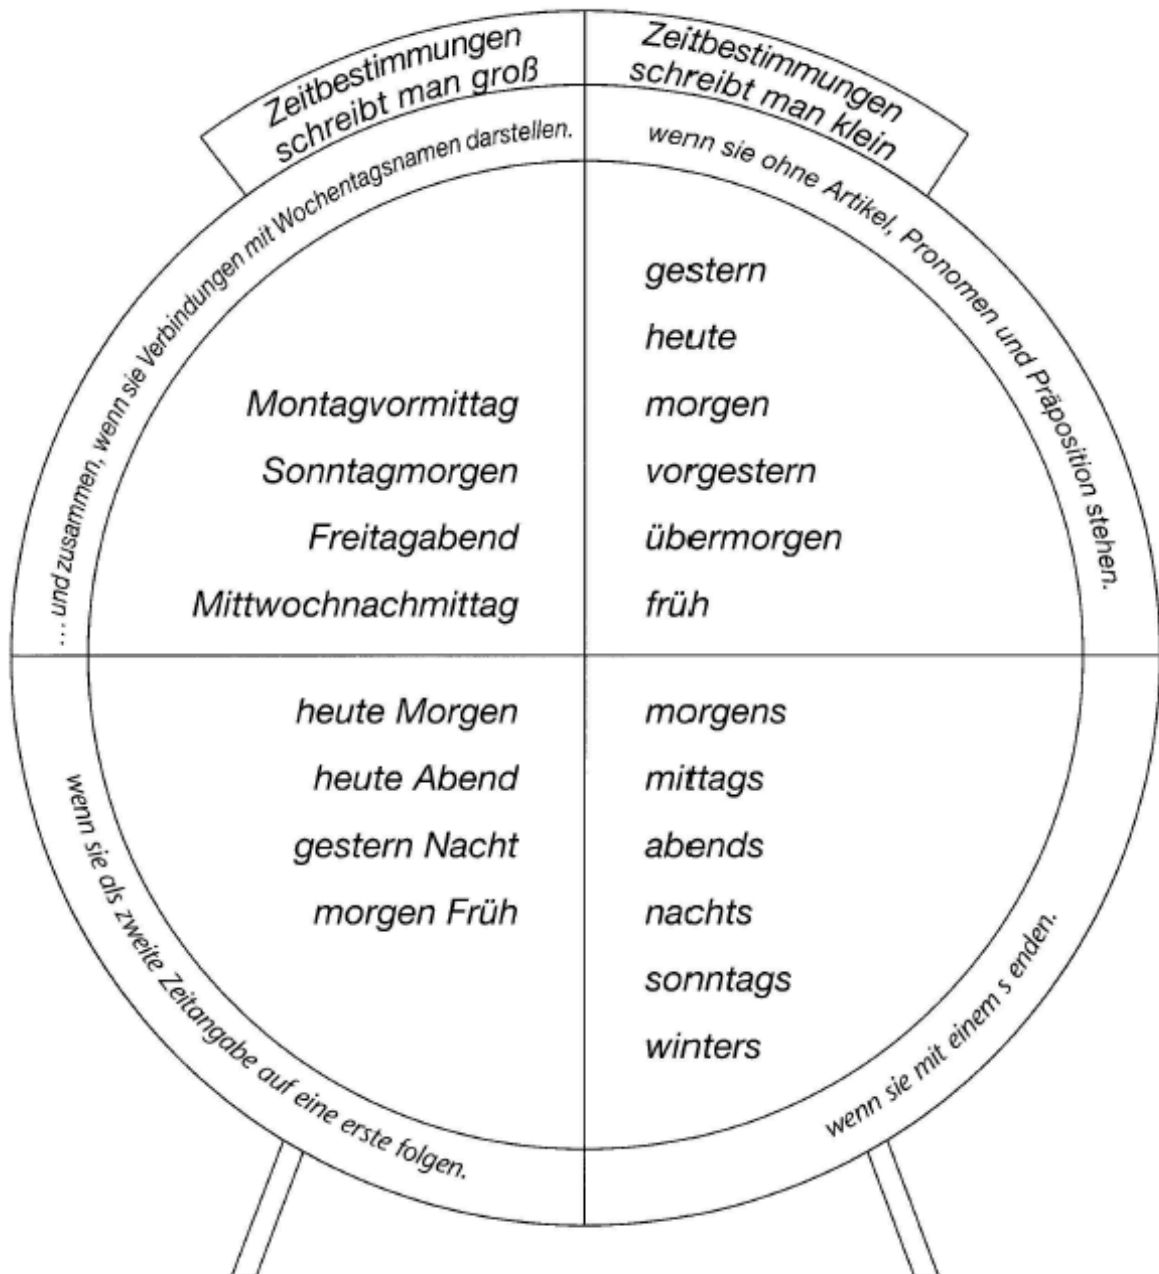 Zeitbestimmungen
schreibt man groß
... und zusammen, wenn sie Verbindungen mit Wochentagsnamen darstellen.
Montagvormittag
Sonntagmorgen
Freitagabend
Mittwochnachmittag
heute Morgen
heute Abend
gestern Nacht
morgen Früh
wenn sie als zweite Zeitangabe auf eine erste folgen.
Zeitbestimmungen
schreibt man klein
wenn sie ohne Artikel, Pronomen und Präposition stehen.
gestern
heute
morgen
vorgestern
übermorgen
früh
morgens
mittags
abends
nachts
sonntags
winters
wenn sie mit einem s enden.